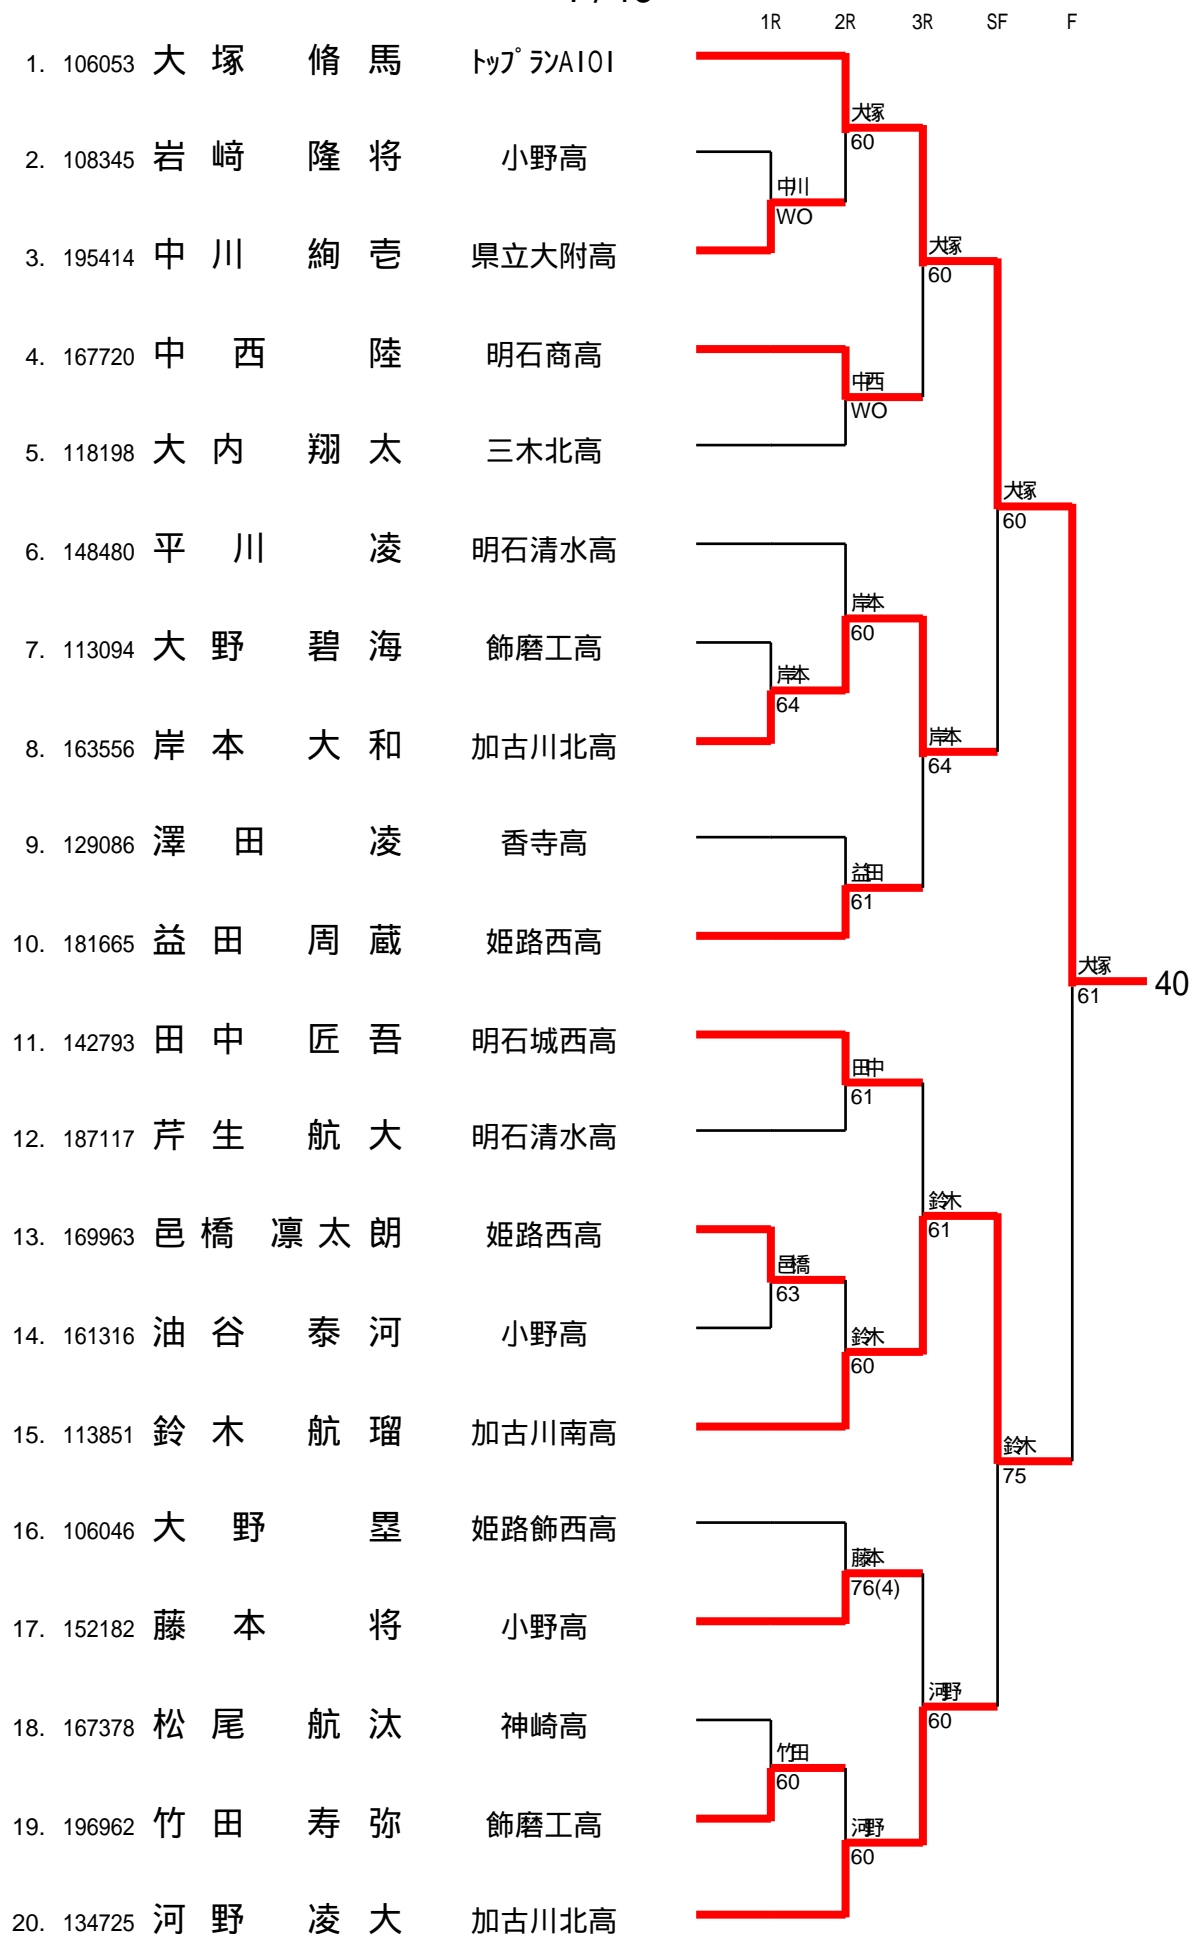 1R 2R 3R SF F
1. 106053 大塚 脩馬 トップランAIOI
大塚
60
2. 108345 岩﨑 隆将 小野高
中川
WO
3. 195414 中川 絢壱 県立大附高
大塚
60
4. 167720 中西 陸 明石商高
中西
WO
5. 118198 大内 翔太 三木北高
大塚
60
6. 148480 平川 凌 明石清水高
岸本
60
7. 113094 大野 碧海 飾磨工高
岸本
64
8. 163556 岸本 大和 加古川北高
岸本
64
9. 129086 澤田 凌 香寺高
益田
61
10. 181665 益田 周蔵 姫路西高
大塚
61
40
11. 142793 田中 匠吾 明石城西高
田中
61
12. 187117 芹生 航大 明石清水高
鈴木
61
13. 169963 邑橋 凛太朗 姫路西高
邑橋
63
14. 161316 油谷 泰河 小野高
鈴木
60
15. 113851 鈴木 航瑠 加古川南高
鈴木
75
16. 106046 大野 塁 姫路飾西高
藤本
76(4)
17. 152182 藤本 将 小野高
河野
60
18. 167378 松尾 航汰 神崎高
竹田
60
19. 196962 竹田 寿弥 飾磨工高
河野
60
20. 134725 河野 凌大 加古川北高